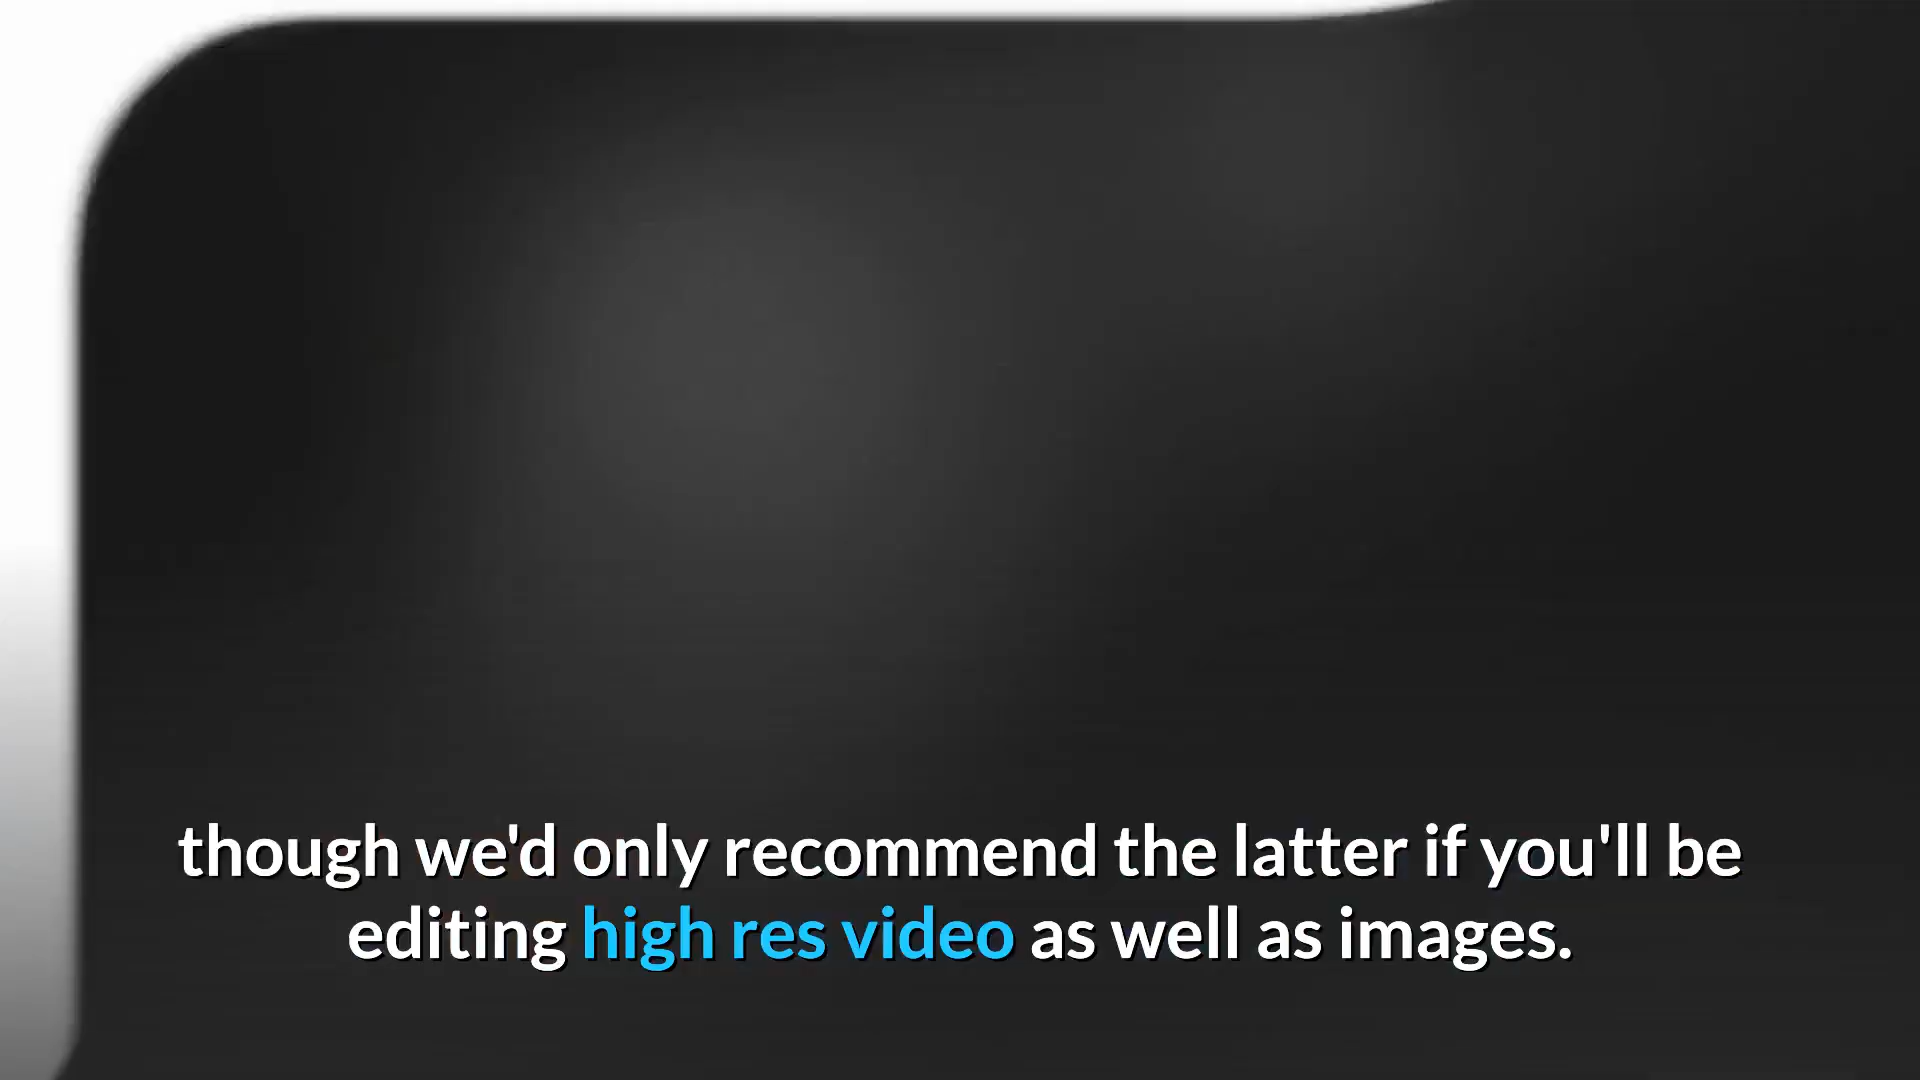 though we'd only recommend the latter if you'll be
editing high res video as well as images.